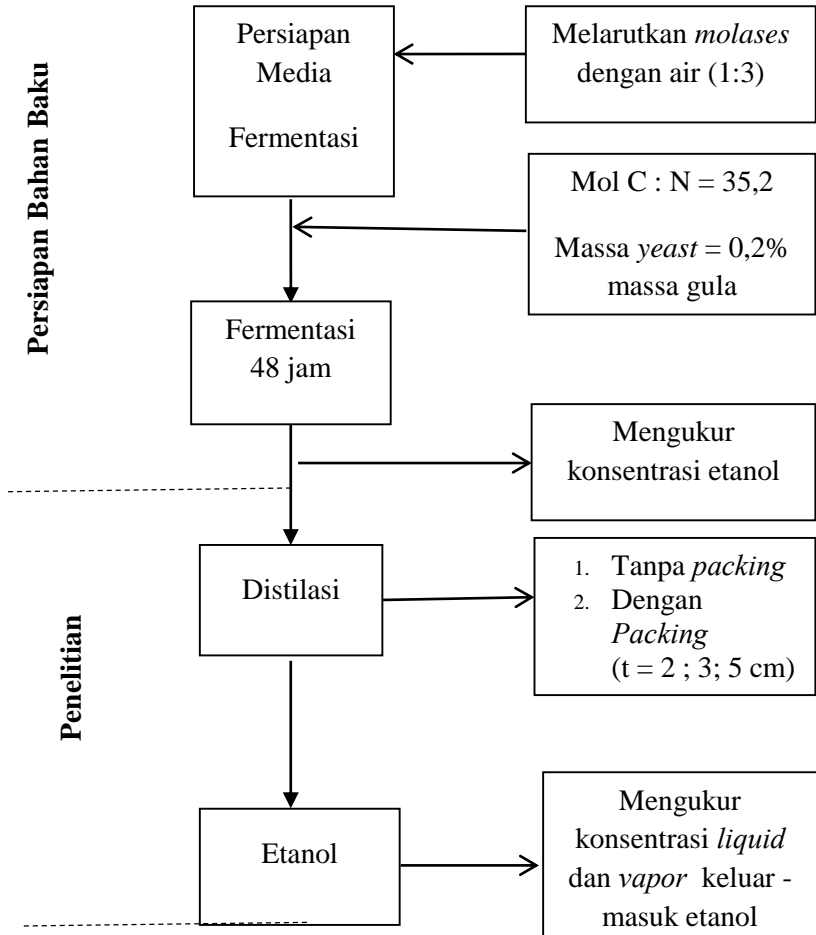 Persiapan Bahan Baku
Persiapan
Media
Fermentasi
Melarutkan molases
dengan air (1:3)
Mol C : N = 35,2
Massa yeast = 0,2%
massa gula
Fermentasi
48 jam
Mengukur
konsentrasi etanol
Penelitian
Distilasi
1. Tanpa packing
2. Dengan
Packing
(t = 2 ; 3; 5 cm)
Etanol
Mengukur
konsentrasi liquid
dan vapor keluar -
masuk etanol